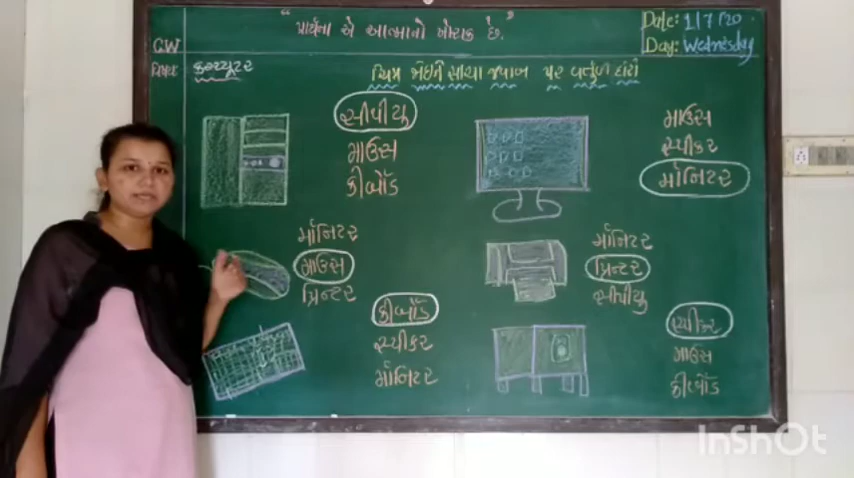 "પ્રાર્થના એ આત્માનો ખોરાક છે."
Date: 1/7/20
Day: Wednesday
CW
વિષય: કમ્પ્યૂટર
ચિત્ર જોઈને સાચા જવાબ પર વર્તુળ દોરો
સીપીયુ
માઉસ
કીબોર્ડ
માઉસ
સ્પીકર
મોનિટર
મોનિટર
માઉસ
પ્રિન્ટર
મોનિટર
પ્રિન્ટર
સીપીયુ
કીબોર્ડ
સ્પીકર
મોનિટર
સ્પીકર
માઉસ
કીબોર્ડ
InShOt